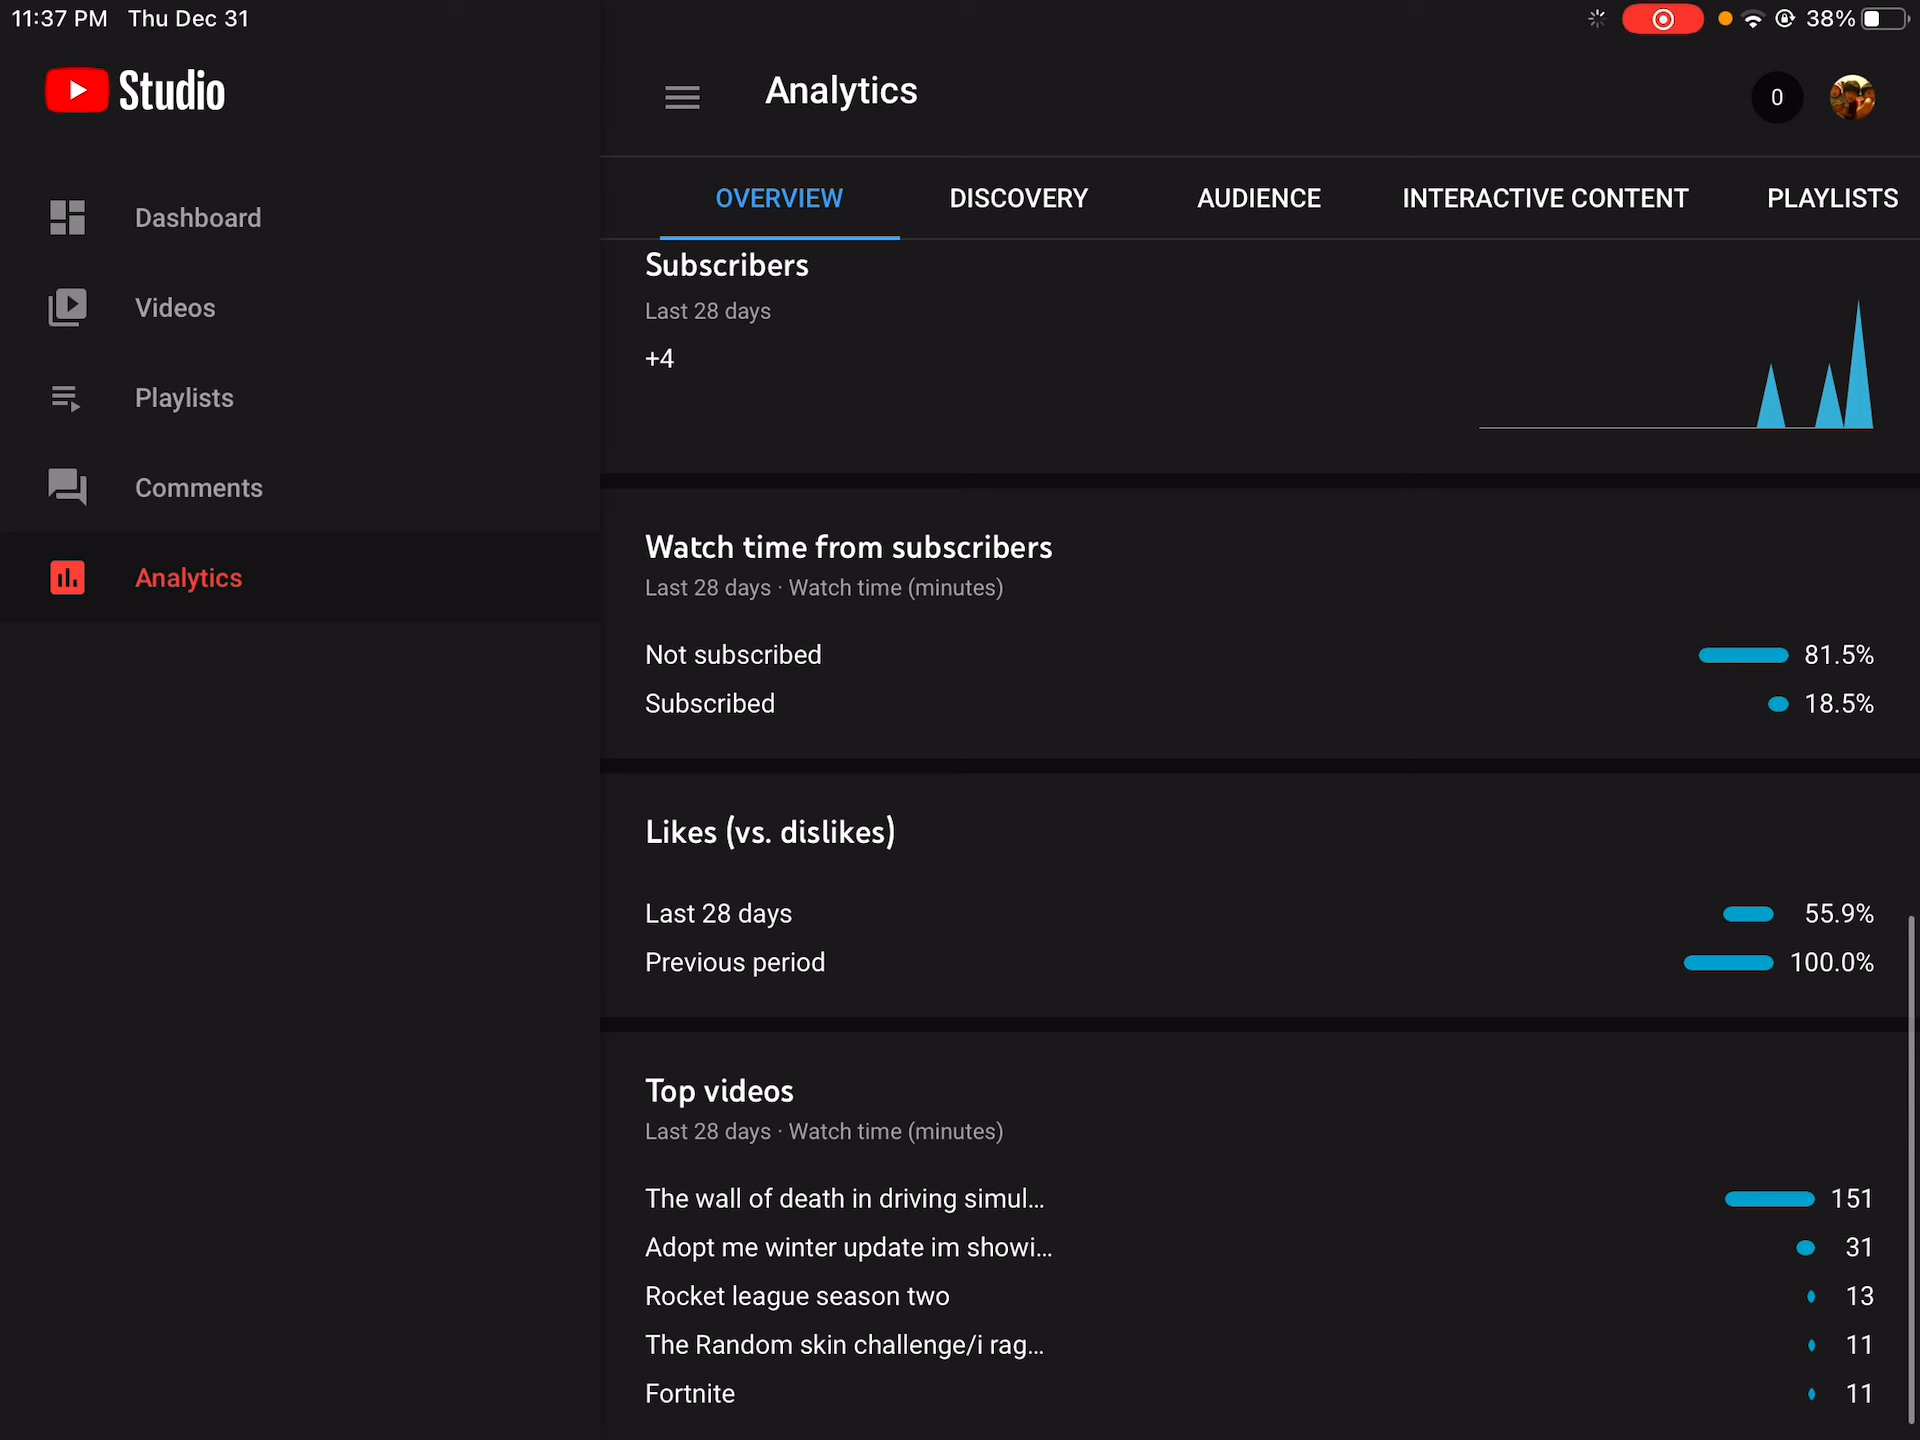 11:37 PM Thu Dec 31
38%
Studio
Analytics
0
Dashboard
Videos
Playlists
Comments
Analytics
OVERVIEW DISCOVERY AUDIENCE INTERACTIVE CONTENT PLAYLISTS
Subscribers
Last 28 days
+4
Watch time from subscribers
Last 28 days · Watch time (minutes)
Not subscribed 81.5%
Subscribed 18.5%
Likes (vs. dislikes)
Last 28 days 55.9%
Previous period 100.0%
Top videos
Last 28 days · Watch time (minutes)
The wall of death in driving simul... 151
Adopt me winter update im showi... 31
Rocket league season two 13
The Random skin challenge/i rag... 11
Fortnite 11